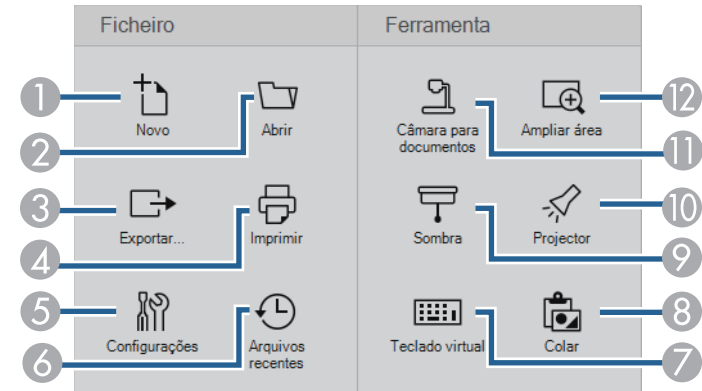 Ficheiro
Ferramenta
1
Novo
2
Abrir
Câmara para
documentos
11
Ampliar área
12
3
Exportar...
4
Imprimir
Sombra
9
Projector
10
5
Configurações
6
Arquivos
recentes
Teclado virtual
7
Colar
8